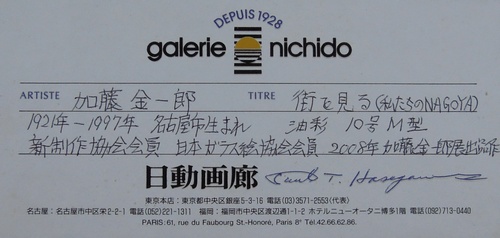 DEPUIS 1928
galerie nichido
ARTISTE 加藤金一郎 TITRE 街を見る(私たちのNAGOYA)
1921年-1997年 名古屋市生まれ 油彩 10号M型
新制作協会会員 日本ガラス絵協会会員 2008年加藤金一郎展出品作
日動画廊 T. Hasegawa
東京本店:東京都中央区銀座5-3-16 電話(03)3571-2553(代表)
名古屋:名古屋市中区栄2-2-1 電話(052)221-1311 福岡:福岡市中央区渡辺通1-1-2 ホテルニューオータニ博多1階 電話(092)713-0440
PARIS:61, rue du Faubourg St-Honoré, Paris 8e Tel.42.66.62.86.